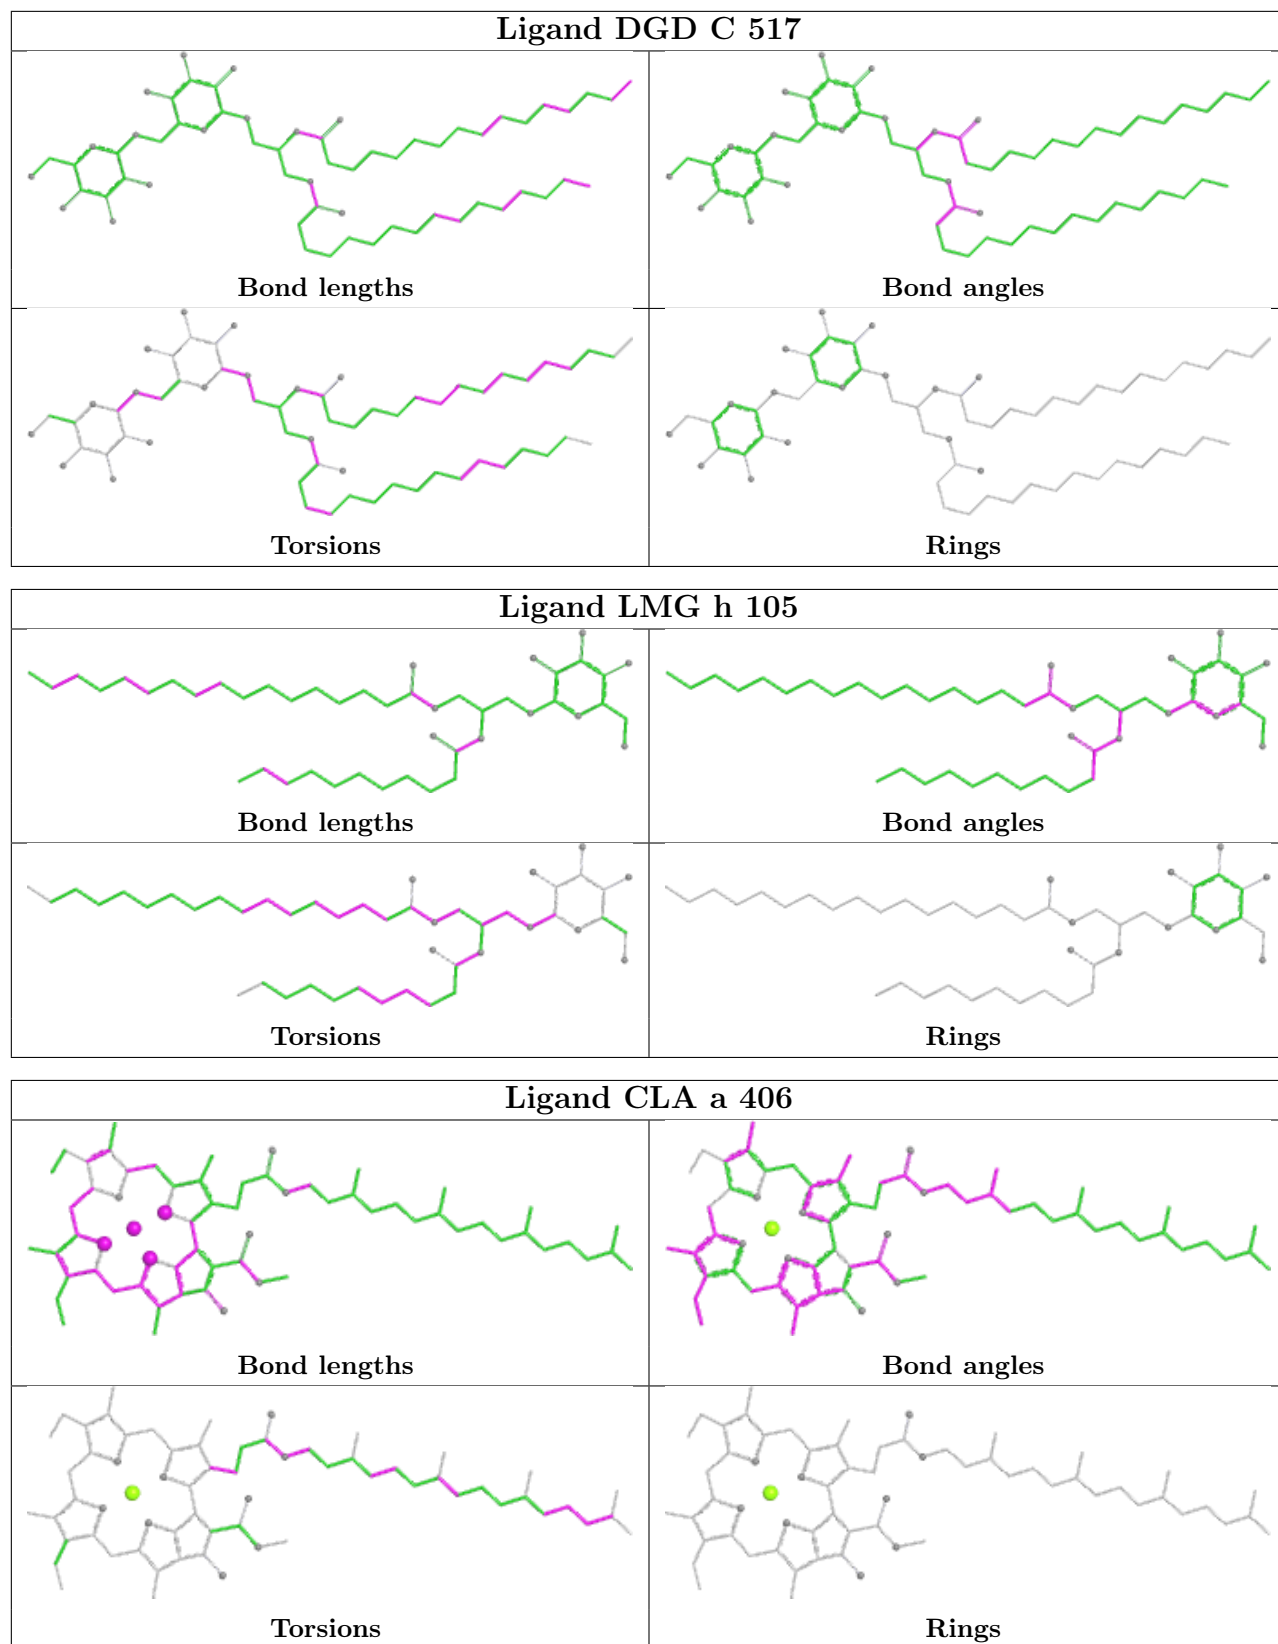 Ligand DGD C 517
Bond lengths
Bond angles
Torsions
Rings
Ligand LMG h 105
Bond lengths
Bond angles
Torsions
Rings
Ligand CLA a 406
Bond lengths
Bond angles
Torsions
Rings